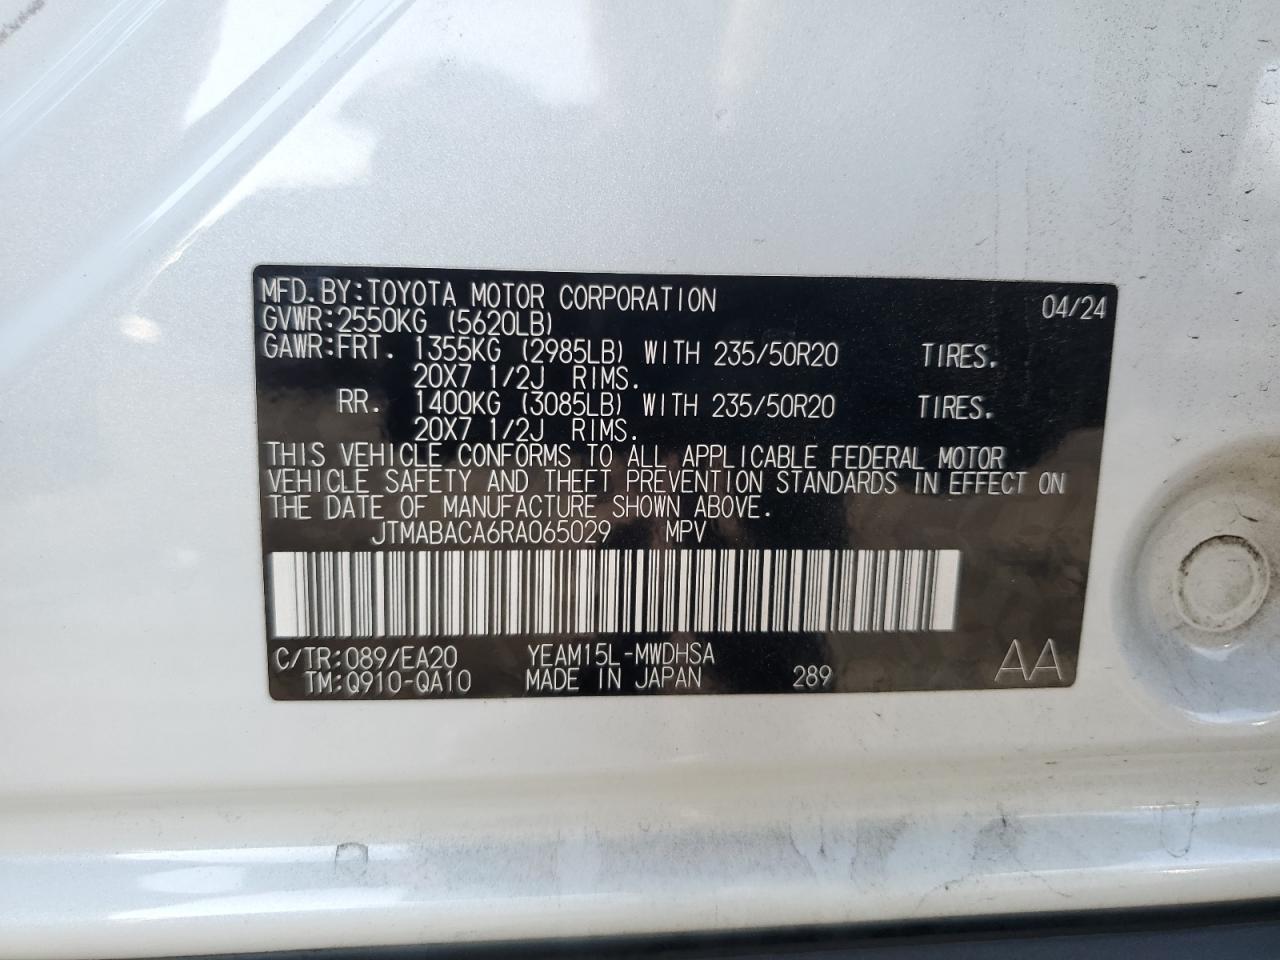 MFD.BY:TOYOTA MOTOR CORPORATION 04/24
GVWR:2550KG (5620LB)
GAWR:FRT. 1355KG (2985LB) WITH 235/50R20 TIRES.
20X7 1/2J RIMS.
RR. 1400KG (3085LB) WITH 235/50R20 TIRES.
20X7 1/2J RIMS.
THIS VEHICLE CONFORMS TO ALL APPLICABLE FEDERAL MOTOR
VEHICLE SAFETY AND THEFT PREVENTION STANDARDS IN EFFECT ON
THE DATE OF MANUFACTURE SHOWN ABOVE.
JTMABACA6RA065029 MPV
C/TR:089/EA20 YEAM15L-MWDHSA
TM:Q910-QA10 MADE IN JAPAN 289 AA